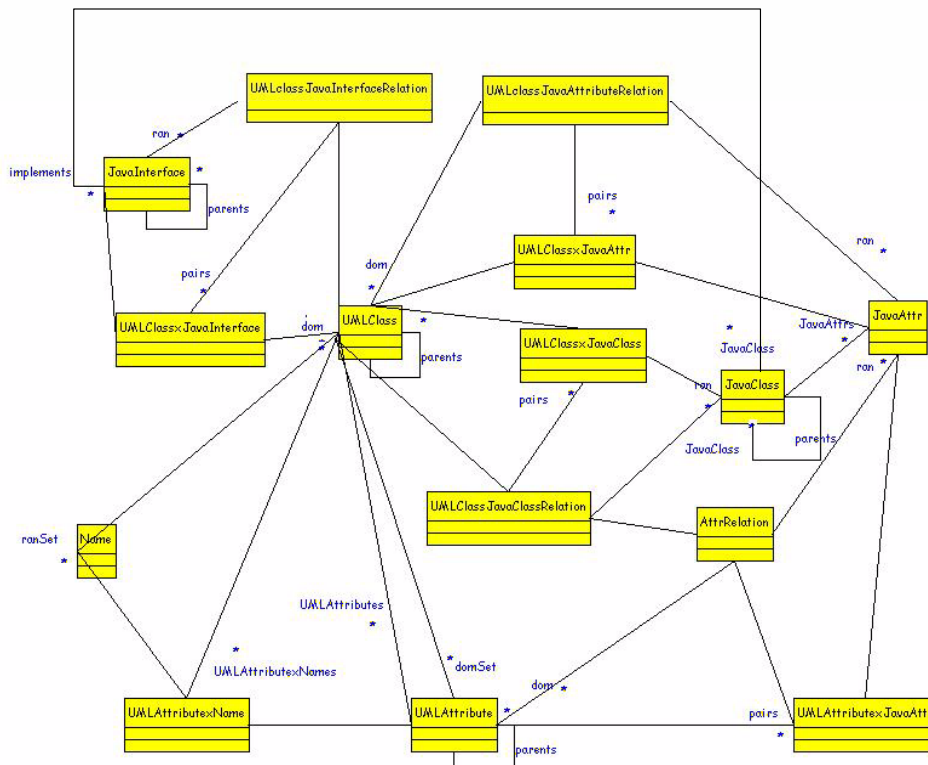 UMLclassJavaInterfaceRelation
UMLclassJavaAttributeRelation
ran *
implements
JavaInterface
*
*
parents
pairs
*
ran
*
UMLClassxJavaAttr
dom
*
pairs
*
UMLClassxJavaInterface
dom
*
UMLClass
*
parents
UMLClassxJavaClass
*
JavaClass
JavaAttrs
*
JavaAttr
ran
*
pairs
*
ran
*
JavaClass
*
JavaClass
parents
UMLClassJavaClassRelation
AttrRelation
Name
ranSet
*
UMLAttributes
*
*
UMLAttributexNames
* domSet
dom *
UMLAttributexName
UMLAttribute
*
parents
pairs
*
UMLAttributexJavaAtt